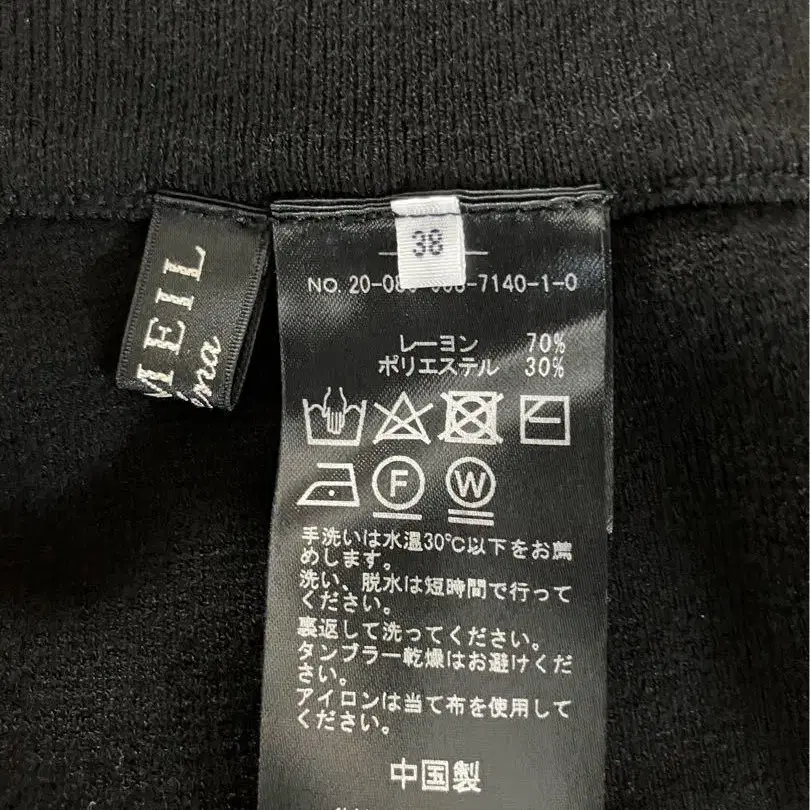 MEIL
38
7140-1-0
レーヨン 70%
ポリエステル 30%
F W
手洗いは水温30℃以下をお薦
めします。
洗い、脱水は短時間で行って
ください。
裏返して洗ってください。
タンブラー乾燥はお避けくだ
さい。
アイロンは当て布を使用して
ください。
中国製